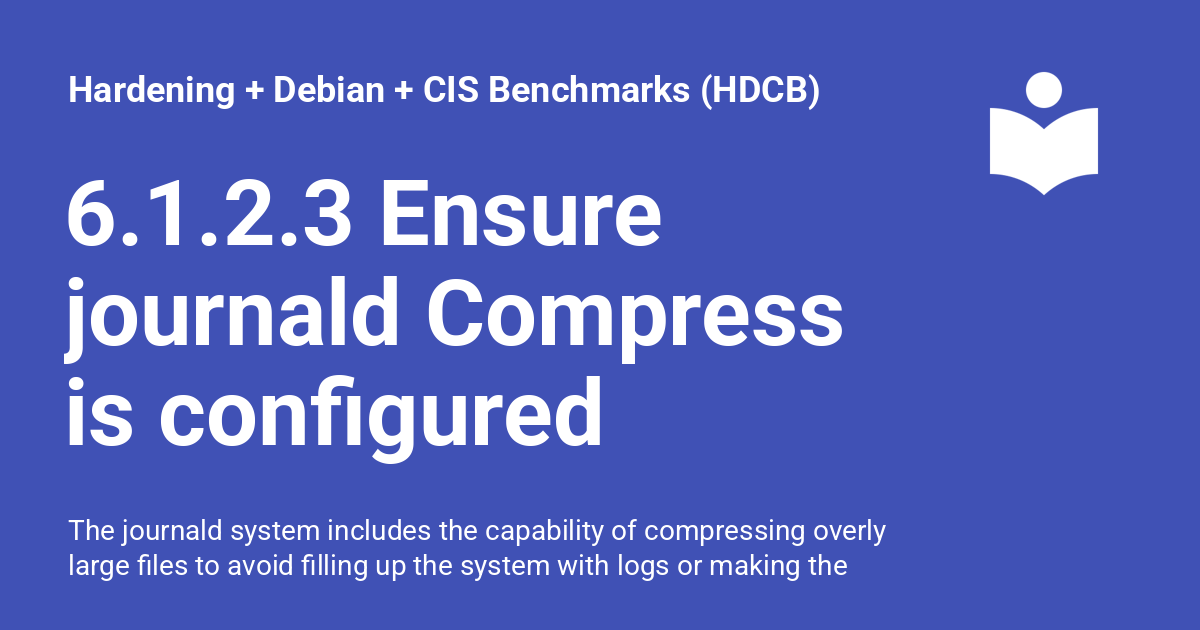 Hardening + Debian + CIS Benchmarks (HDCB)
6.1.2.3 Ensure
journald Compress
is configured
The journald system includes the capability of compressing overly
large files to avoid filling up the system with logs or making the